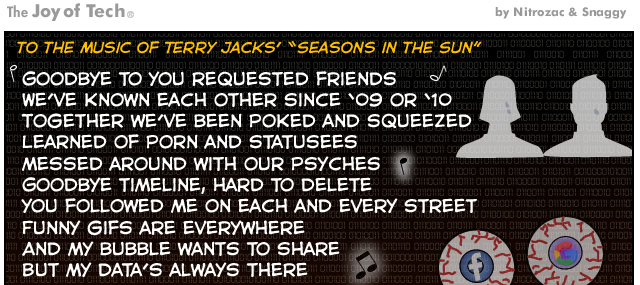 The Joy of Tech®
by Nitrozac & Snaggy
TO THE MUSIC OF TERRY JACKS' "SEASONS IN THE SUN"
GOODBYE TO YOU REQUESTED FRIENDS
WE'VE KNOWN EACH OTHER SINCE '09 OR '10
TOGETHER WE'VE BEEN POKED AND SQUEEZED
LEARNED OF PORN AND STATUSEES
MESSED AROUND WITH OUR PSYCHES
GOODBYE TIMELINE, HARD TO DELETE
YOU FOLLOWED ME ON EACH AND EVERY STREET
FUNNY GIFS ARE EVERYWHERE
AND MY BUBBLE WANTS TO SHARE
BUT MY DATA'S ALWAYS THERE